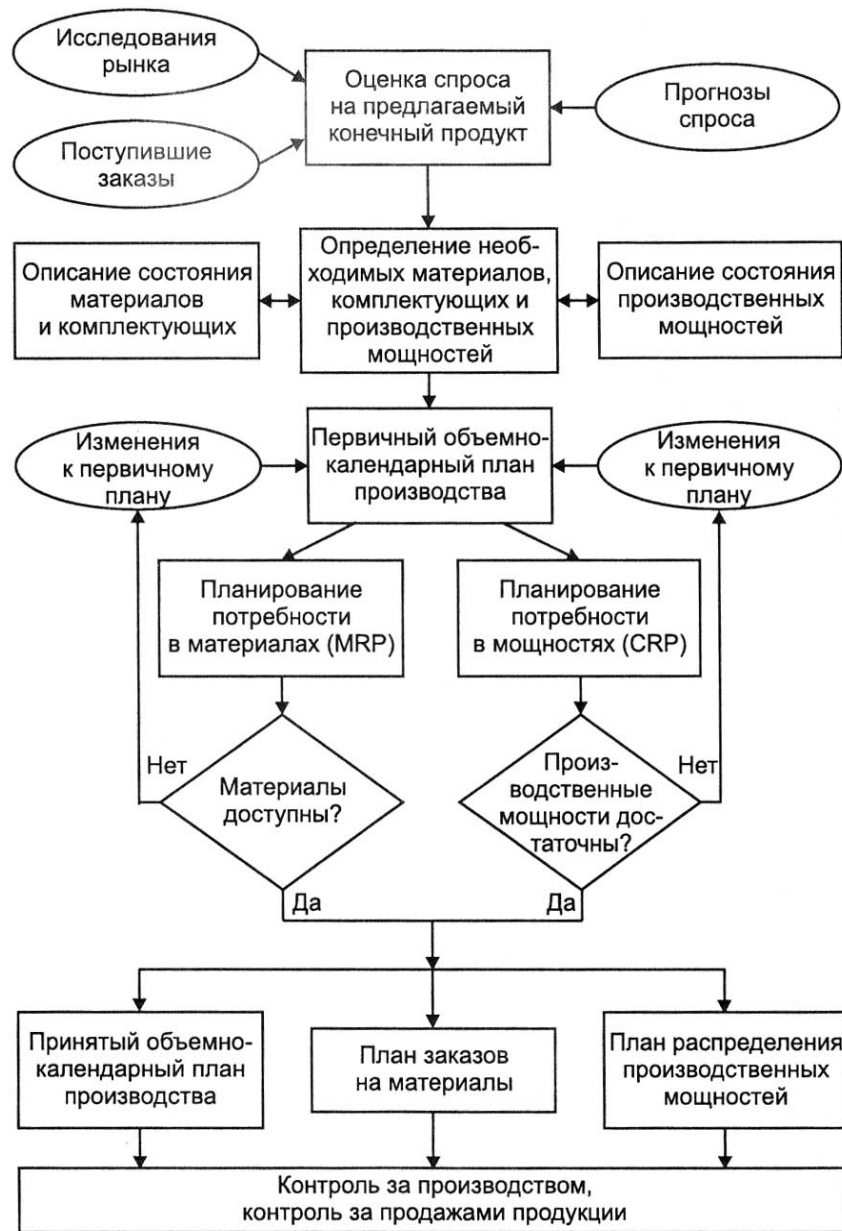 Исследования
рынка
Оценка спроса
на предлагаемый
конечный продукт
Прогнозы
спроса
Поступившие
заказы
Описание состояния
материалов
и комплектующих
Определение необ-
ходимых материалов,
комплектующих и
производственных
мощностей
Описание состояния
производственных
мощностей
Изменения
к первичному
плану
Первичный объемно-
календарный план
производства
Изменения
к первичному
плану
Планирование
потребности
в материалах (MRP)
Планирование
потребности
в мощностях (CRP)
Нет
Материалы
доступны?
Произ-
водственные
мощности дос-
таточны?
Нет
Да
Да
Принятый объемно-
календарный план
производства
План заказов
на материалы
План распределения
производственных
мощностей
Контроль за производством,
контроль за продажами продукции